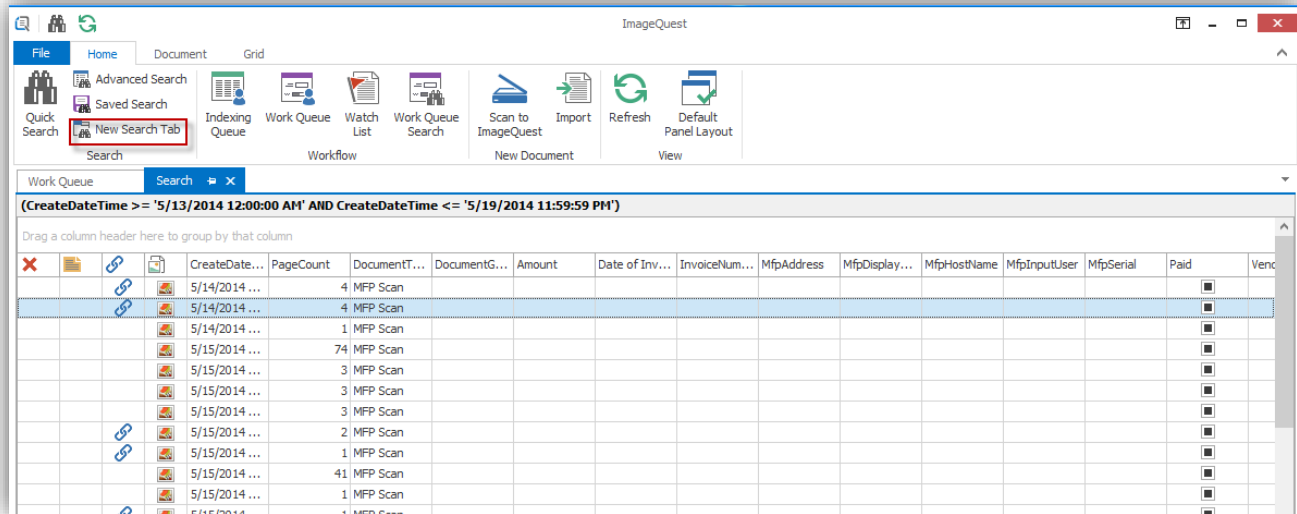 ImageQuest
File Home Document Grid
Quick Search
Advanced Search
Saved Search
New Search Tab
Indexing Queue
Work Queue
Watch List
Work Queue Search
Scan to ImageQuest
Import
Refresh
Default Panel Layout
Search Workflow New Document View
Work Queue Search
(CreateDateTime >= '5/13/2014 12:00:00 AM' AND CreateDateTime <= '5/19/2014 11:59:59 PM')
Drag a column header here to group by that column
CreateDate... PageCount DocumentT... DocumentG... Amount Date of Inv... InvoiceNum... MfpAddress MfpDisplay... MfpHostName MfpInputUser MfpSerial Paid Venc
5/14/2014 ... 4 MFP Scan
5/14/2014 ... 4 MFP Scan
5/14/2014 ... 1 MFP Scan
5/15/2014 ... 74 MFP Scan
5/15/2014 ... 3 MFP Scan
5/15/2014 ... 3 MFP Scan
5/15/2014 ... 3 MFP Scan
5/15/2014 ... 2 MFP Scan
5/15/2014 ... 1 MFP Scan
5/15/2014 ... 41 MFP Scan
5/15/2014 ... 1 MFP Scan
5/15/2014 ... 1 MFP Scan